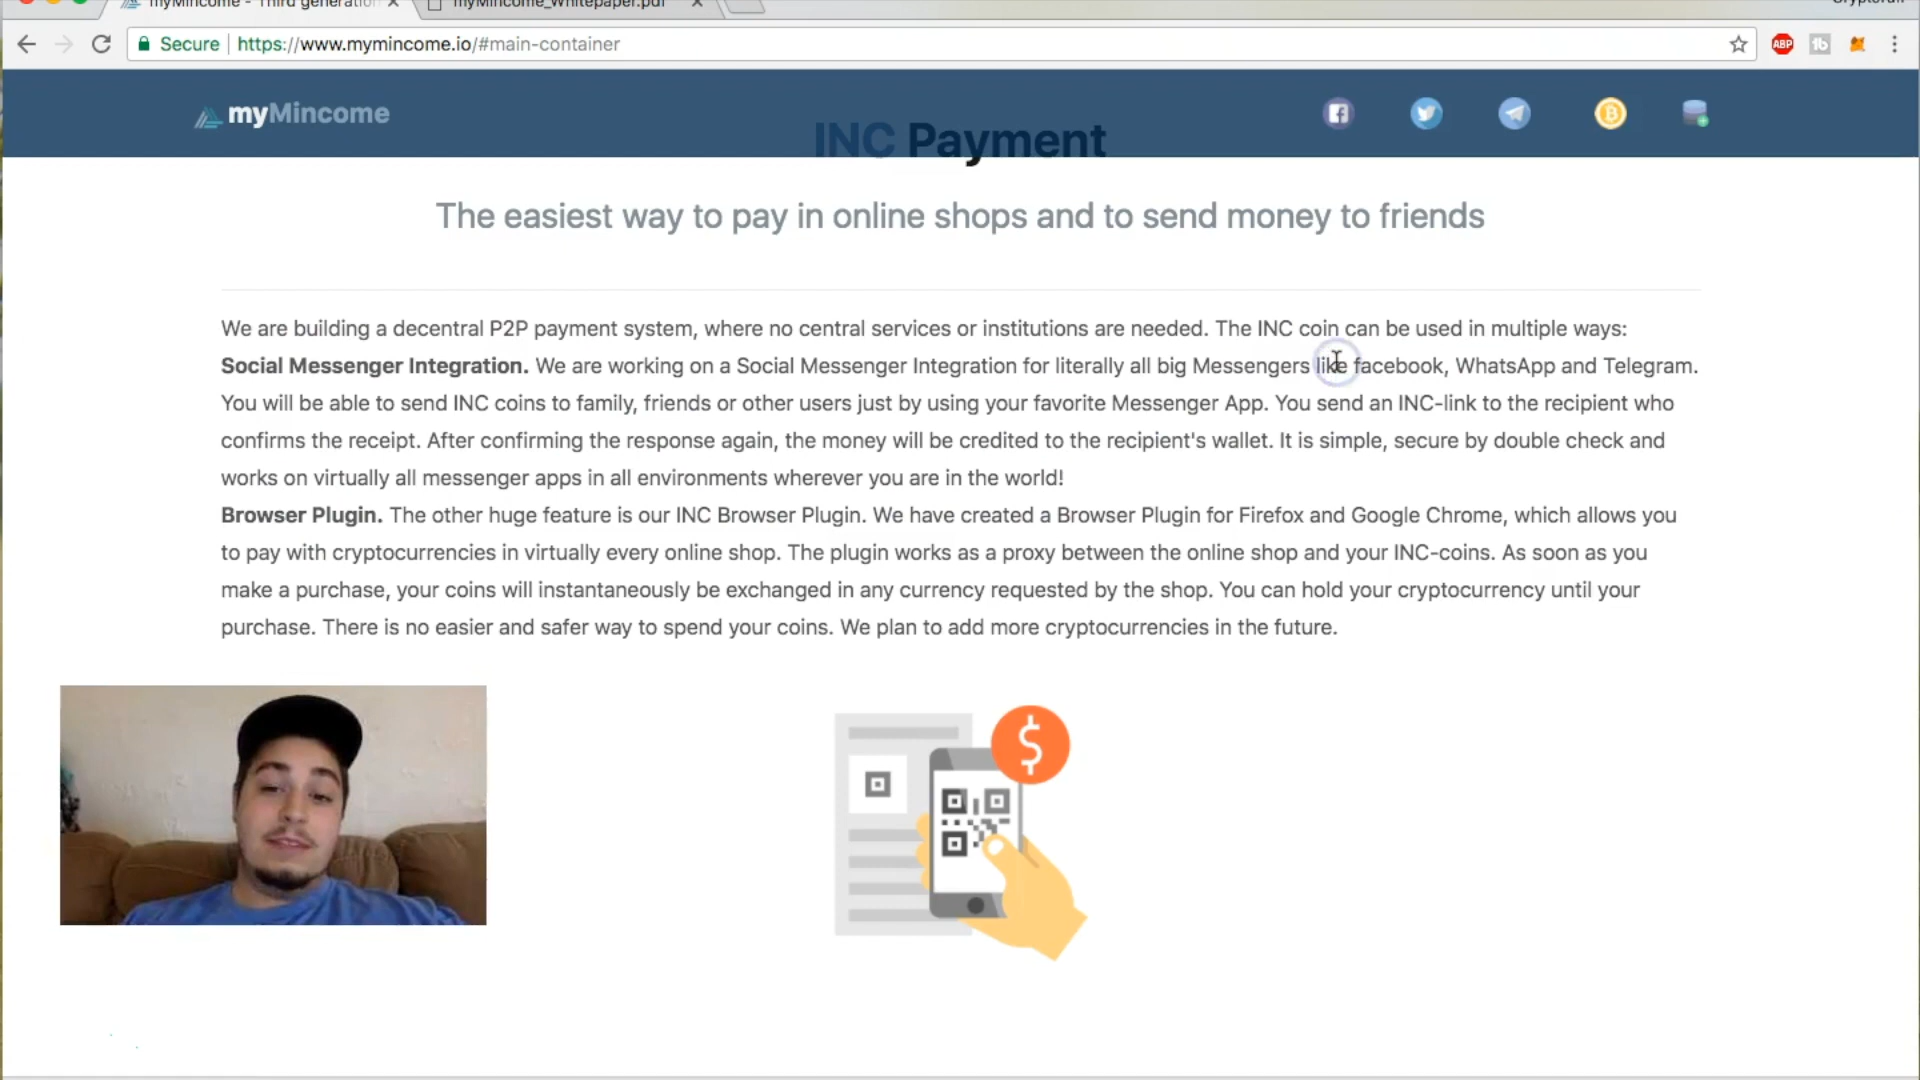 myMincome - Third generation
myMincome_Whitepaper.pdf
Secure
https://www.mymincome.io/#main-container
ABP
myMincome
INC Payment
The easiest way to pay in online shops and to send money to friends
We are building a decentral P2P payment system, where no central services or institutions are needed. The INC coin can be used in multiple ways:
Social Messenger Integration. We are working on a Social Messenger Integration for literally all big Messengers like facebook, WhatsApp and Telegram.
You will be able to send INC coins to family, friends or other users just by using your favorite Messenger App. You send an INC-link to the recipient who
confirms the receipt. After confirming the response again, the money will be credited to the recipient's wallet. It is simple, secure by double check and
works on virtually all messenger apps in all environments wherever you are in the world!
Browser Plugin. The other huge feature is our INC Browser Plugin. We have created a Browser Plugin for Firefox and Google Chrome, which allows you
to pay with cryptocurrencies in virtually every online shop. The plugin works as a proxy between the online shop and your INC-coins. As soon as you
make a purchase, your coins will instantaneously be exchanged in any currency requested by the shop. You can hold your cryptocurrency until your
purchase. There is no easier and safer way to spend your coins. We plan to add more cryptocurrencies in the future.
$